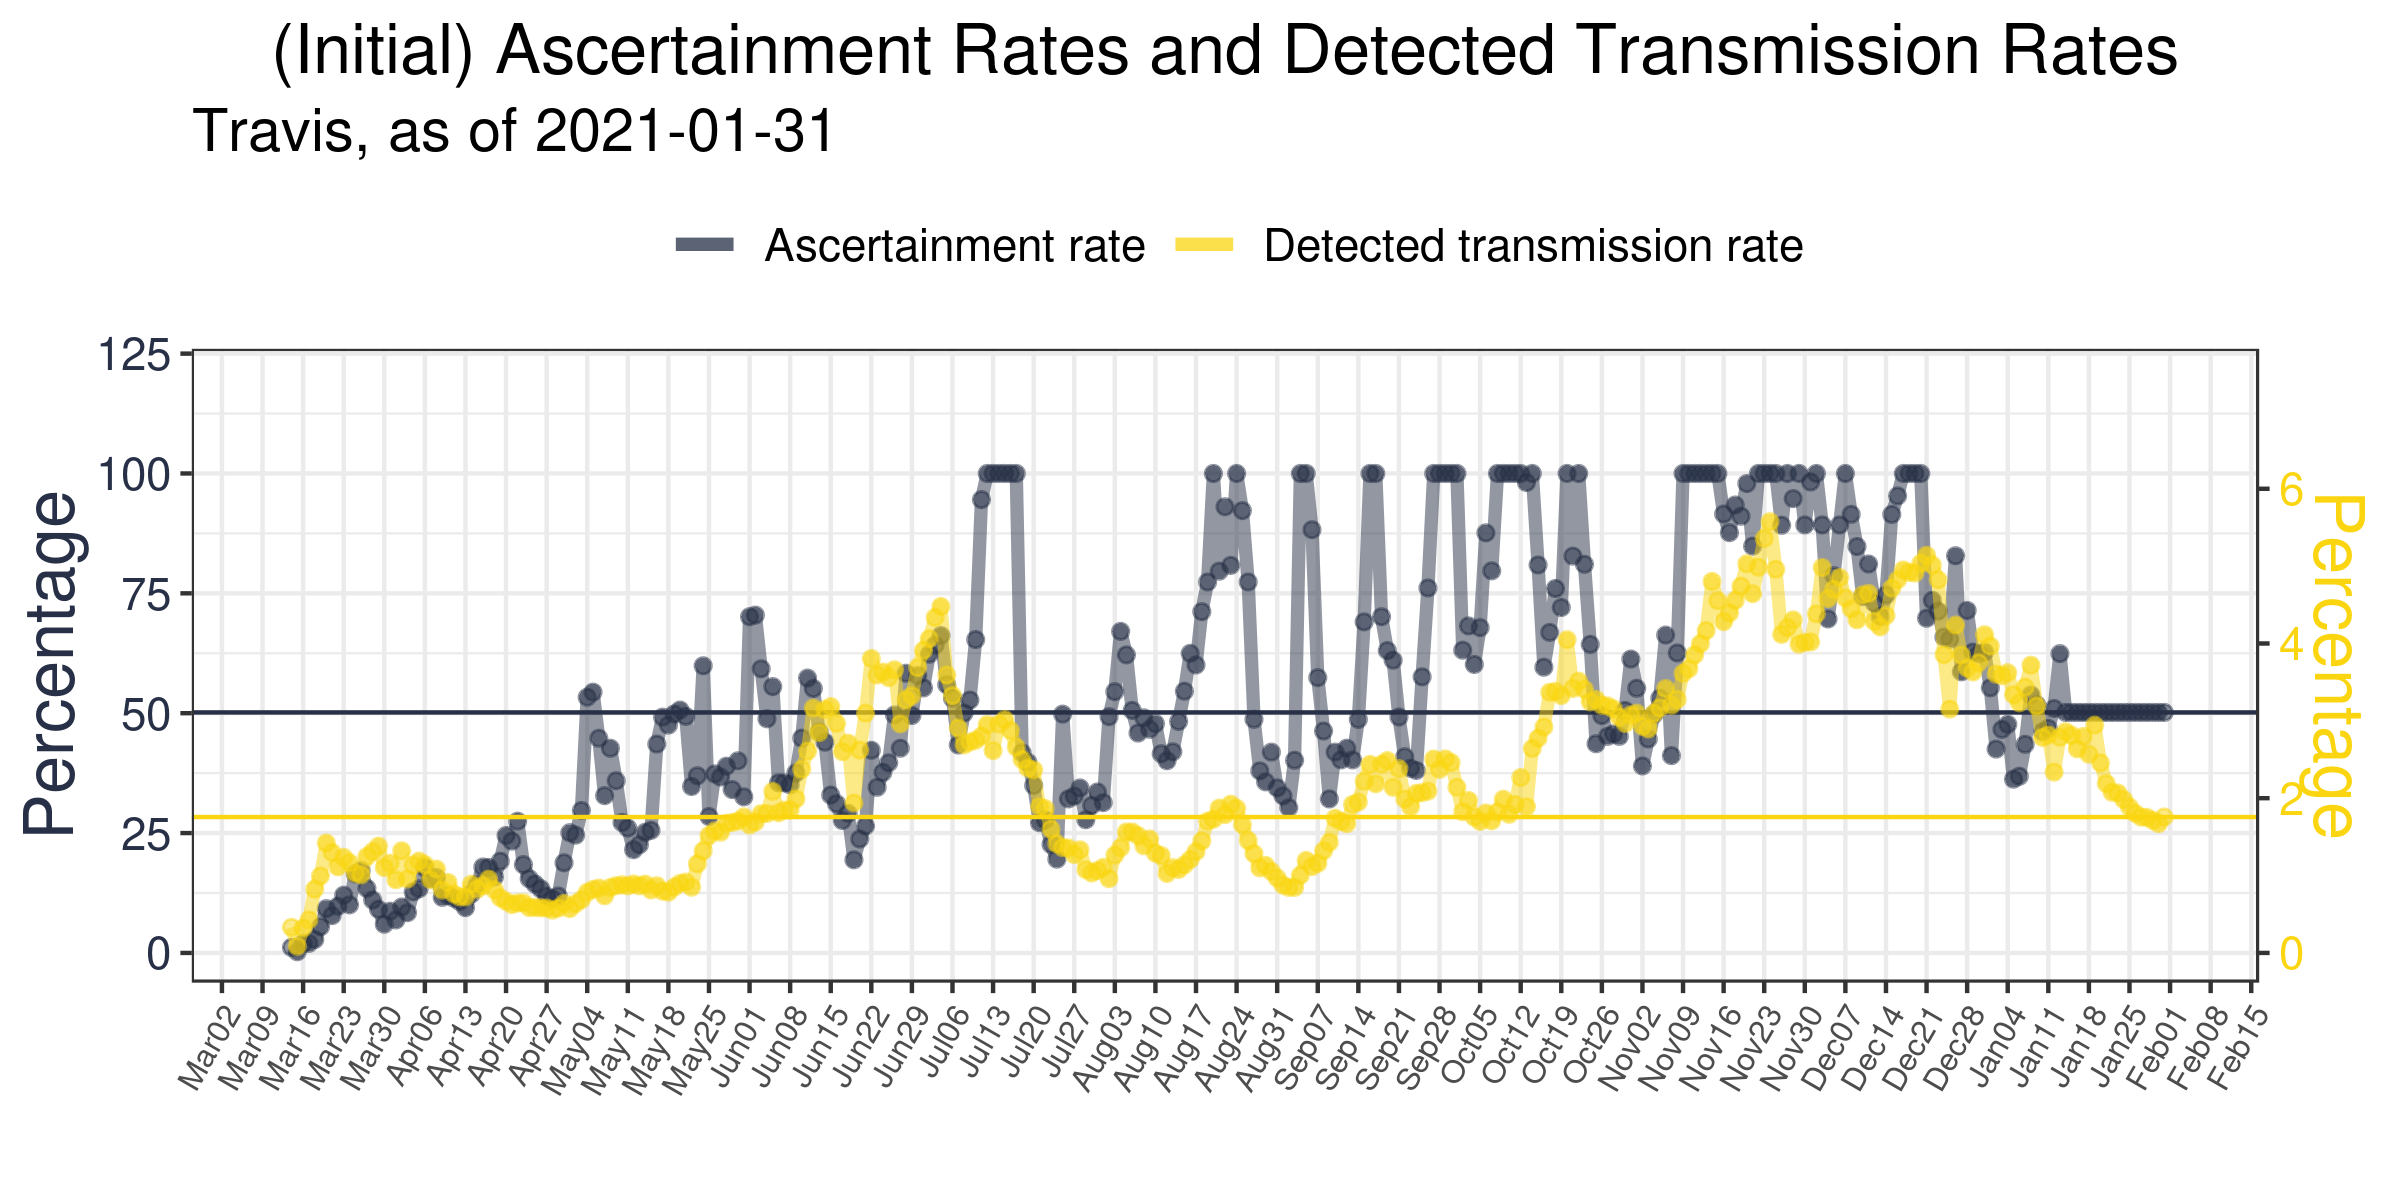 (Initial) Ascertainment Rates and Detected Transmission Rates
Travis, as of 2021-01-31
Ascertainment rate
Detected transmission rate
125
100
75
50
25
0
Percentage
6
4
2
0
Percentage
Mar02
Mar09
Mar16
Mar23
Mar30
Apr06
Apr13
Apr20
Apr27
May04
May11
May18
May25
Jun01
Jun08
Jun15
Jun22
Jun29
Jul06
Jul13
Jul20
Jul27
Aug03
Aug10
Aug17
Aug24
Aug31
Sep07
Sep14
Sep21
Sep28
Oct05
Oct12
Oct19
Oct26
Nov02
Nov09
Nov16
Nov23
Nov30
Dec07
Dec14
Dec21
Dec28
Jan04
Jan11
Jan18
Jan25
Feb01
Feb08
Feb15